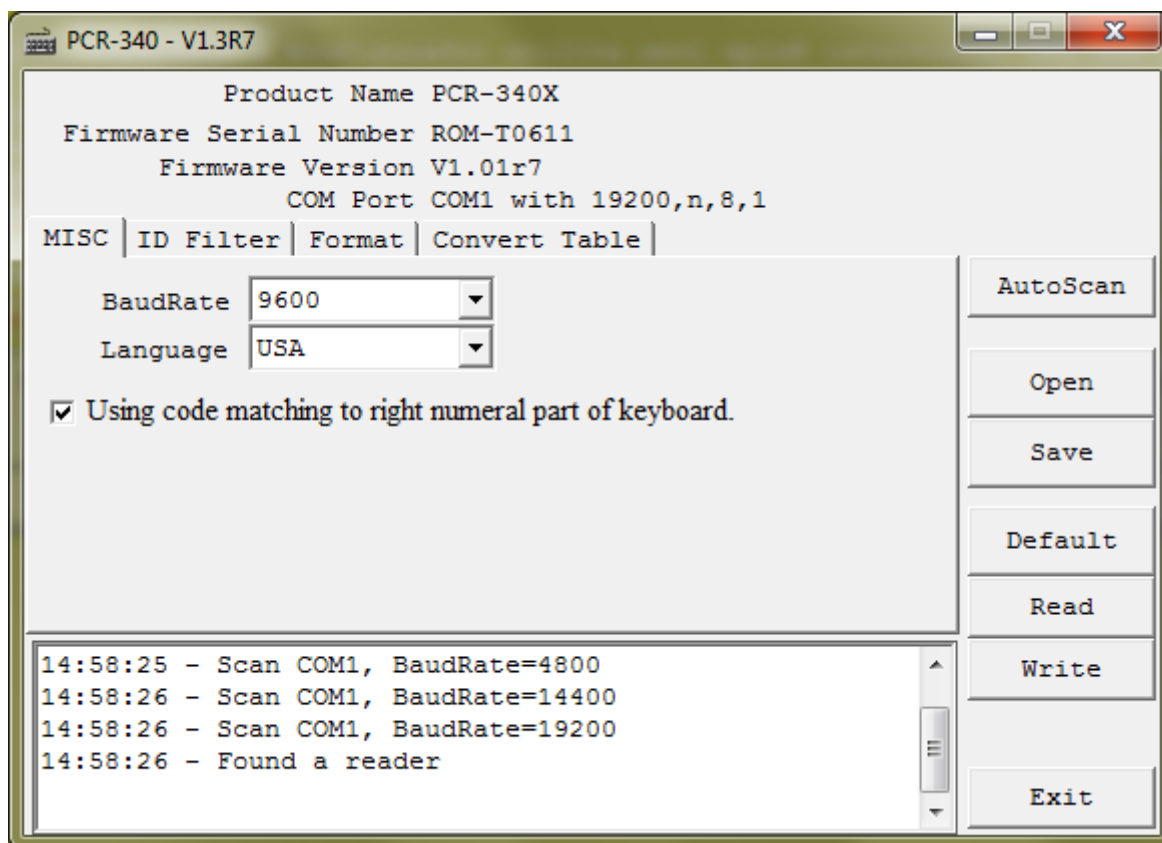 PCR-340 - V1.3R7
Product Name PCR-340X
Firmware Serial Number ROM-T0611
Firmware Version V1.01r7
COM Port COM1 with 19200,n,8,1
MISC ID Filter Format Convert Table
BaudRate 9600
Language USA
Using code matching to right numeral part of keyboard.
AutoScan
Open
Save
Default
Read
Write
Exit
14:58:25 - Scan COM1, BaudRate=4800
14:58:26 - Scan COM1, BaudRate=14400
14:58:26 - Scan COM1, BaudRate=19200
14:58:26 - Found a reader